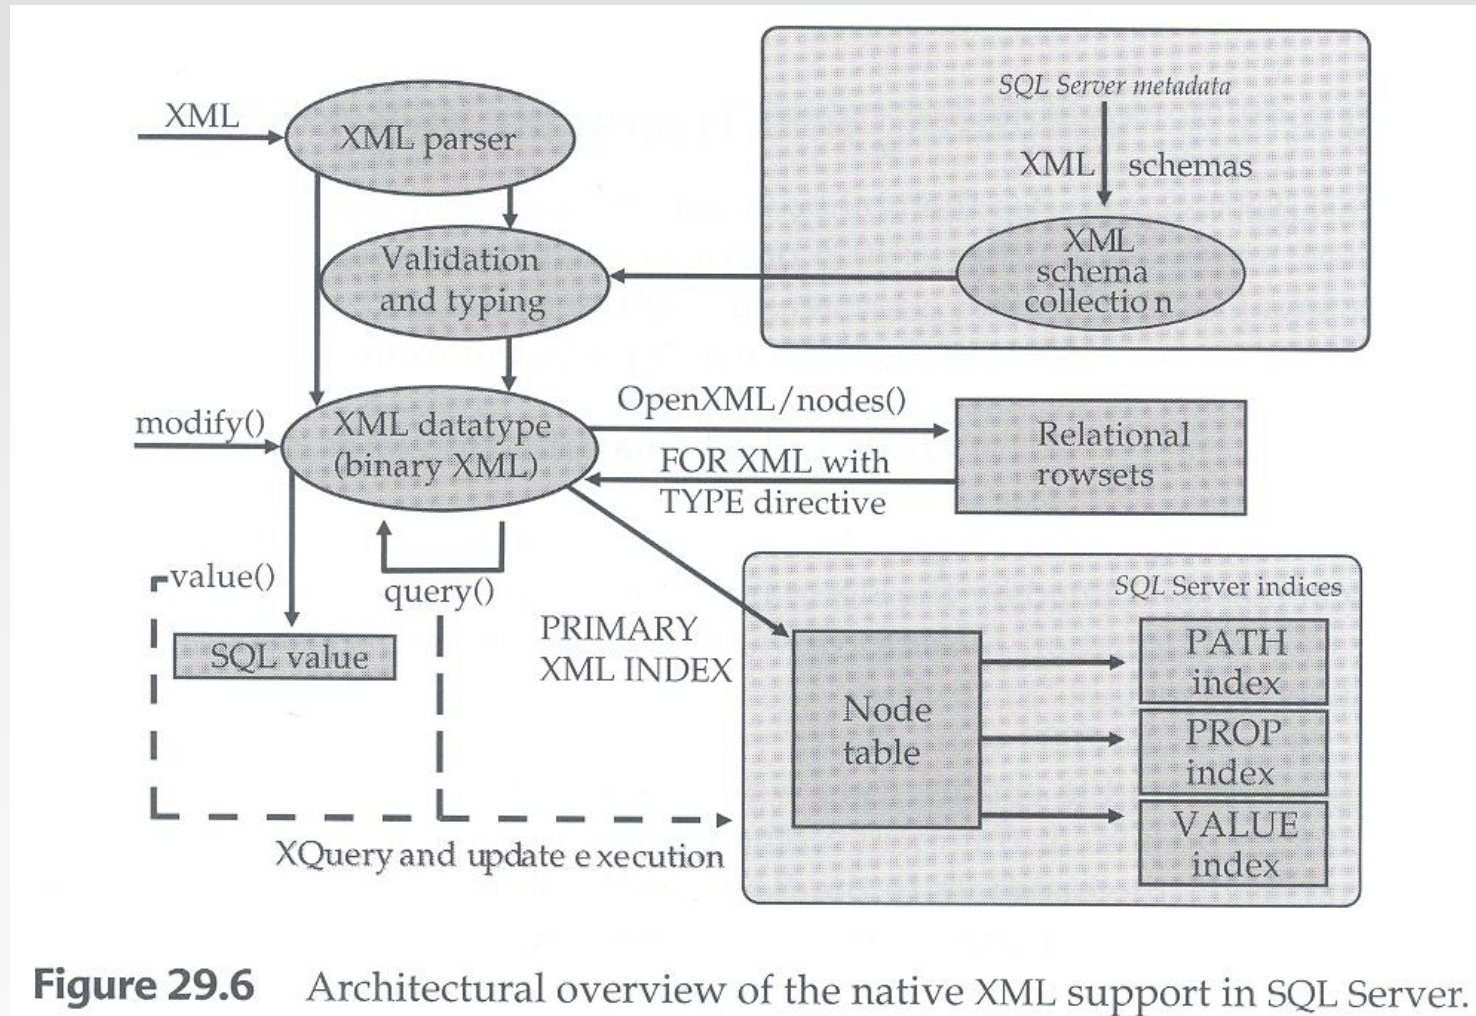 XML
XML parser
SQL Server metadata
XML schemas
XML
schema
collectio n
Validation
and typing
modify()
XML datatype
(binary XML)
OpenXML/nodes()
FOR XML with
TYPE directive
Relational
rowsets
value()
query()
SQL value
PRIMARY
XML INDEX
SQL Server indices
Node
table
PATH
index
PROP
index
VALUE
index
XQuery and update e xecution
Figure 29.6 Architectural overview of the native XML support in SQL Server.